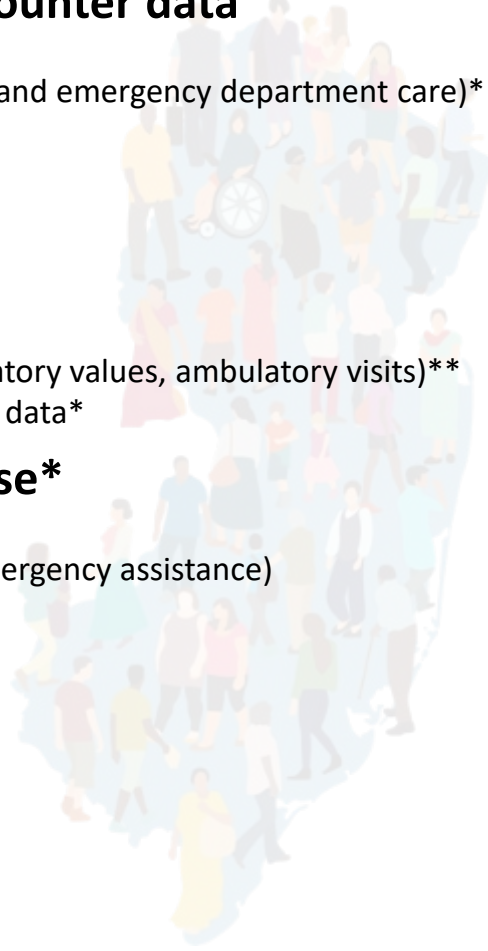 ounter data
and emergency department care)*
atory values, ambulatory visits)**
data*
se*
ergency assistance)